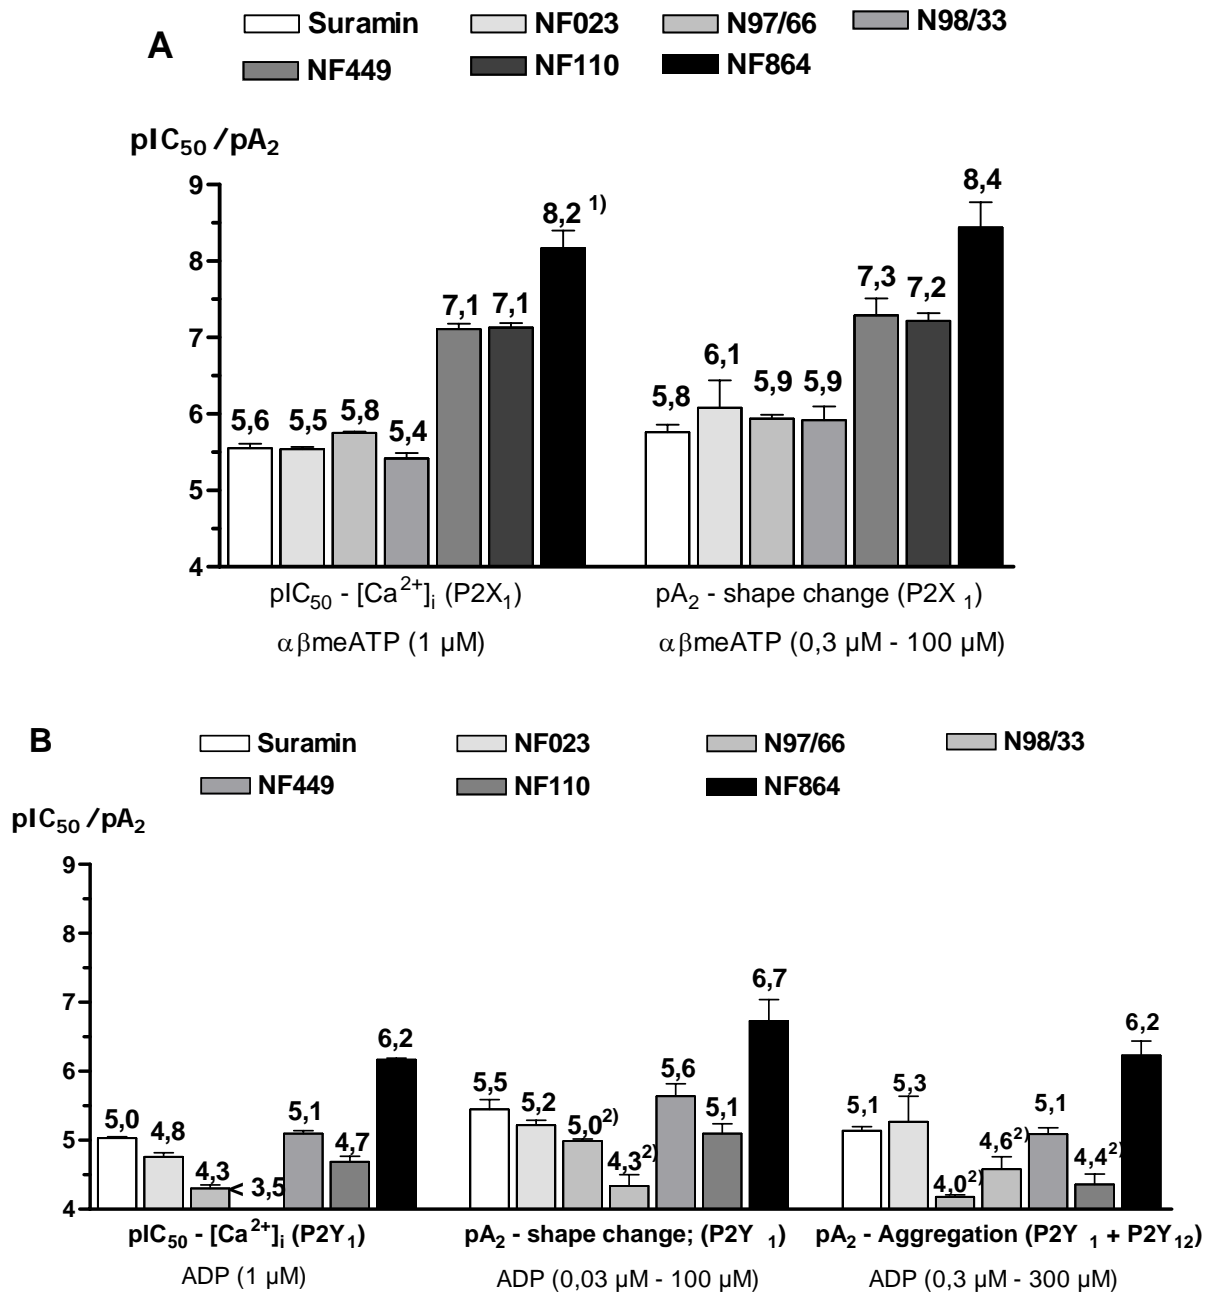 A
Suramin NF023 N97/66 N98/33
NF449 NF110 NF864
pIC50 /pA2
9
8
7
6
5
4
5,6 5,5 5,8 5,4 7,1 7,1 8,2 1)
5,8 6,1 5,9 5,9 7,3 7,2 8,4
pIC50 - [Ca2+]i (P2X1) pA2 - shape change (P2X 1)
αβmeATP (1 µM) αβmeATP (0,3 µM - 100 µM)
B
Suramin NF023 N97/66 N98/33
NF449 NF110 NF864
pIC50 /pA2
9
8
7
6
5
4
5,0 4,8 4,3 < 3,5 5,1 4,7 6,2
5,5 5,2 5,0 2) 4,3 2) 5,6 5,1 6,7
5,1 5,3 4,0 2) 4,6 2) 5,1 4,4 2) 6,2
pIC50 - [Ca2+]i (P2Y1) pA2 - shape change; (P2Y 1) pA2 - Aggregation (P2Y 1 + P2Y12)
ADP (1 µM) ADP (0,03 µM - 100 µM) ADP (0,3 µM - 300 µM)